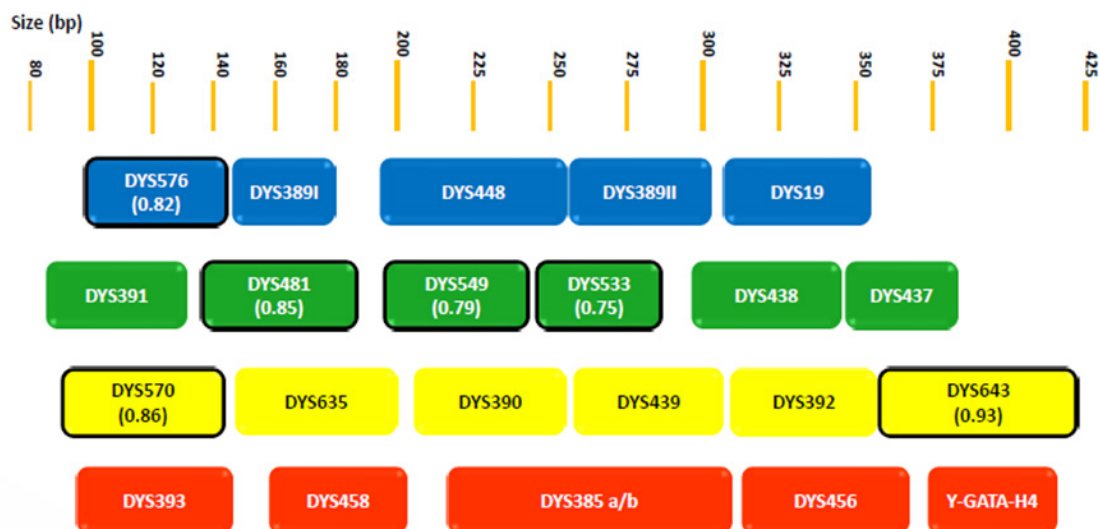 Size (bp)
80 100 120 140 160 180 200 225 250 275 300 325 350 375 400 425
DYS576
(0.82)
DYS389I
DYS448
DYS389II
DYS19
DYS391
DYS481
(0.85)
DYS549
(0.79)
DYS533
(0.75)
DYS438
DYS437
DYS570
(0.86)
DYS635
DYS390
DYS439
DYS392
DYS643
(0.93)
DYS393
DYS458
DYS385 a/b
DYS456
Y-GATA-H4